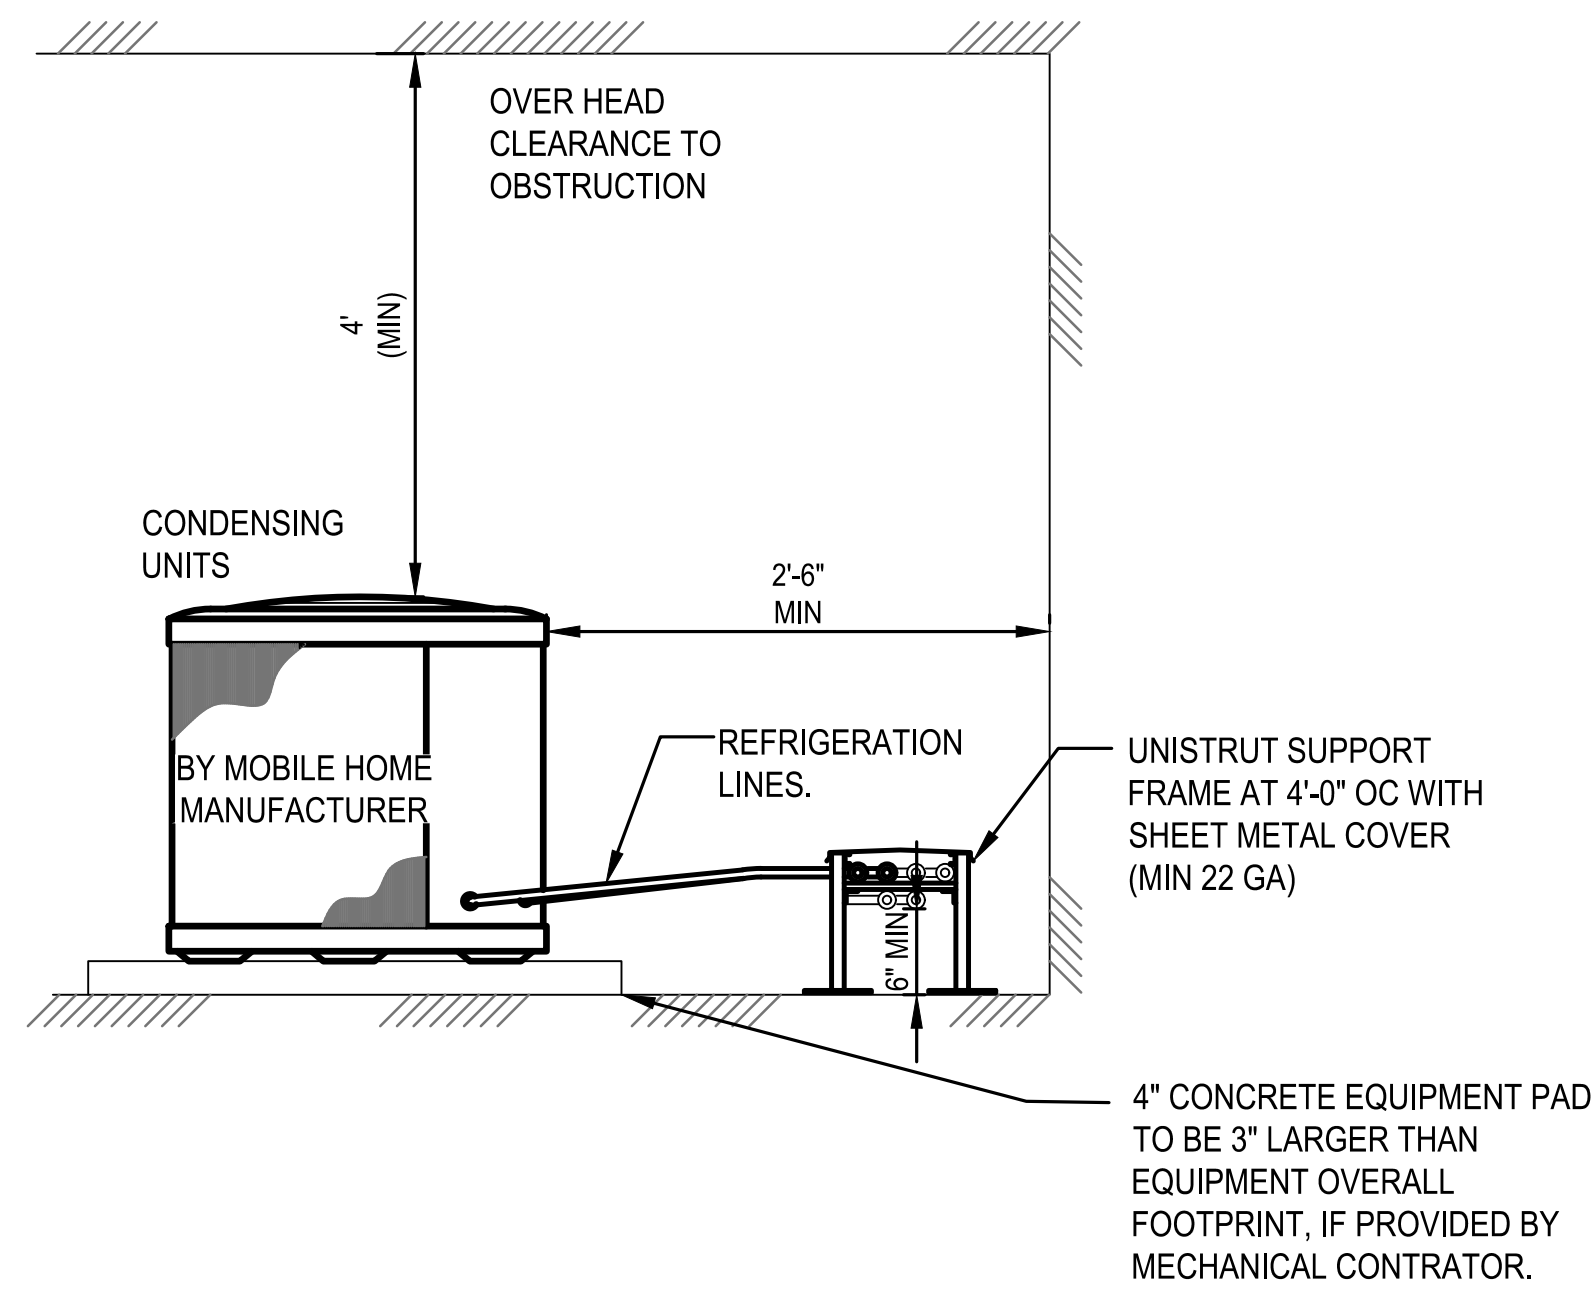 OVER HEAD
CLEARANCE TO
OBSTRUCTION
4'
(MIN)
CONDENSING
UNITS
2'-6"
MIN
BY MOBILE HOME
MANUFACTURER
REFRIGERATION
LINES.
UNISTRUT SUPPORT
FRAME AT 4'-0" OC WITH
SHEET METAL COVER
(MIN 22 GA)
6" MIN
4" CONCRETE EQUIPMENT PAD
TO BE 3" LARGER THAN
EQUIPMENT OVERALL
FOOTPRINT, IF PROVIDED BY
MECHANICAL CONTRATOR.